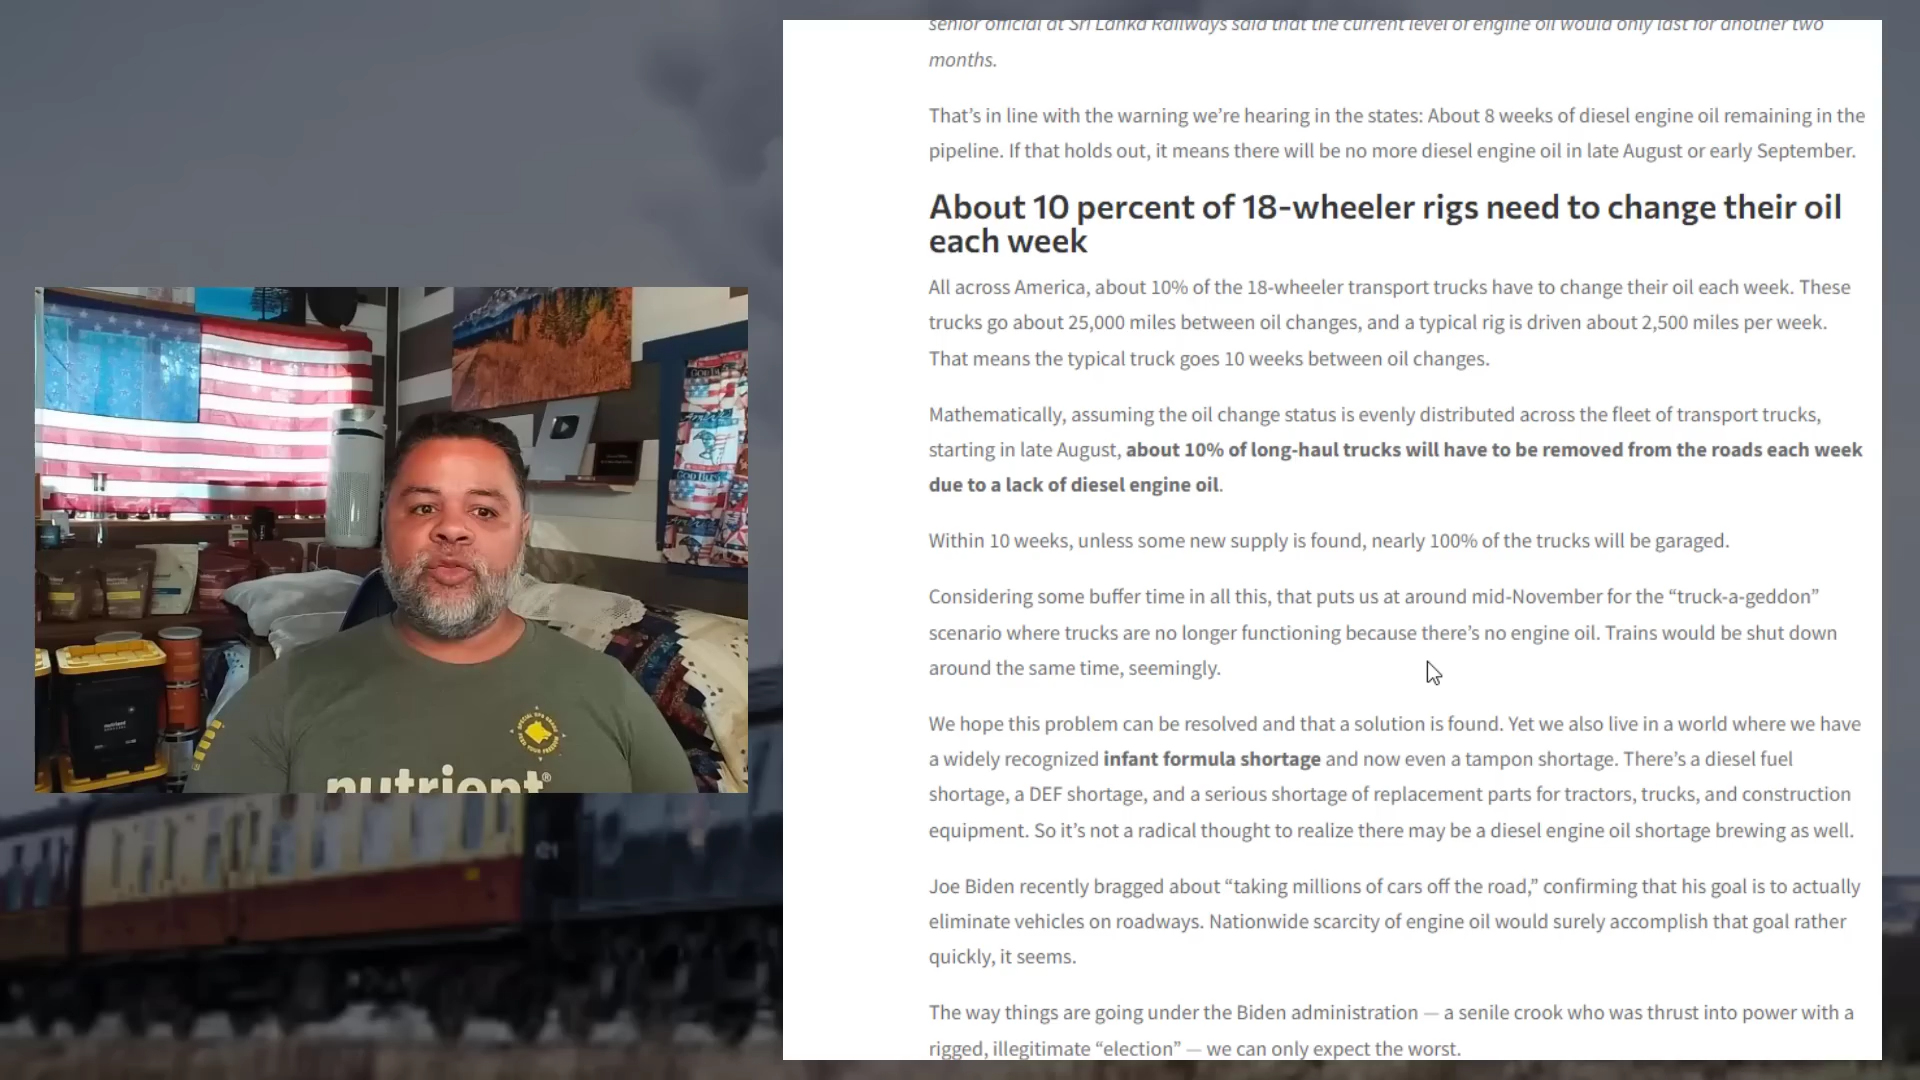 senior official at Sri Lanka Railways said that the current level of engine oil would only last for another two
months.
That's in line with the warning we're hearing in the states: About 8 weeks of diesel engine oil remaining in the
pipeline. If that holds out, it means there will be no more diesel engine oil in late August or early September.
About 10 percent of 18-wheeler rigs need to change their oil
each week
All across America, about 10% of the 18-wheeler transport trucks have to change their oil each week. These
trucks go about 25,000 miles between oil changes, and a typical rig is driven about 2,500 miles per week.
That means the typical truck goes 10 weeks between oil changes.
Mathematically, assuming the oil change status is evenly distributed across the fleet of transport trucks,
starting in late August, about 10% of long-haul trucks will have to be removed from the roads each week
due to a lack of diesel engine oil.
Within 10 weeks, unless some new supply is found, nearly 100% of the trucks will be garaged.
Considering some buffer time in all this, that puts us at around mid-November for the “truck-a-geddon”
scenario where trucks are no longer functioning because there's no engine oil. Trains would be shut down
around the same time, seemingly.
We hope this problem can be resolved and that a solution is found. Yet we also live in a world where we have
a widely recognized infant formula shortage and now even a tampon shortage. There's a diesel fuel
shortage, a DEF shortage, and a serious shortage of replacement parts for tractors, trucks, and construction
equipment. So it's not a radical thought to realize there may be a diesel engine oil shortage brewing as well.
Joe Biden recently bragged about “taking millions of cars off the road,” confirming that his goal is to actually
eliminate vehicles on roadways. Nationwide scarcity of engine oil would surely accomplish that goal rather
quickly, it seems.
The way things are going under the Biden administration — a senile crook who was thrust into power with a
rigged, illegitimate “election” — we can only expect the worst.
nutrient®